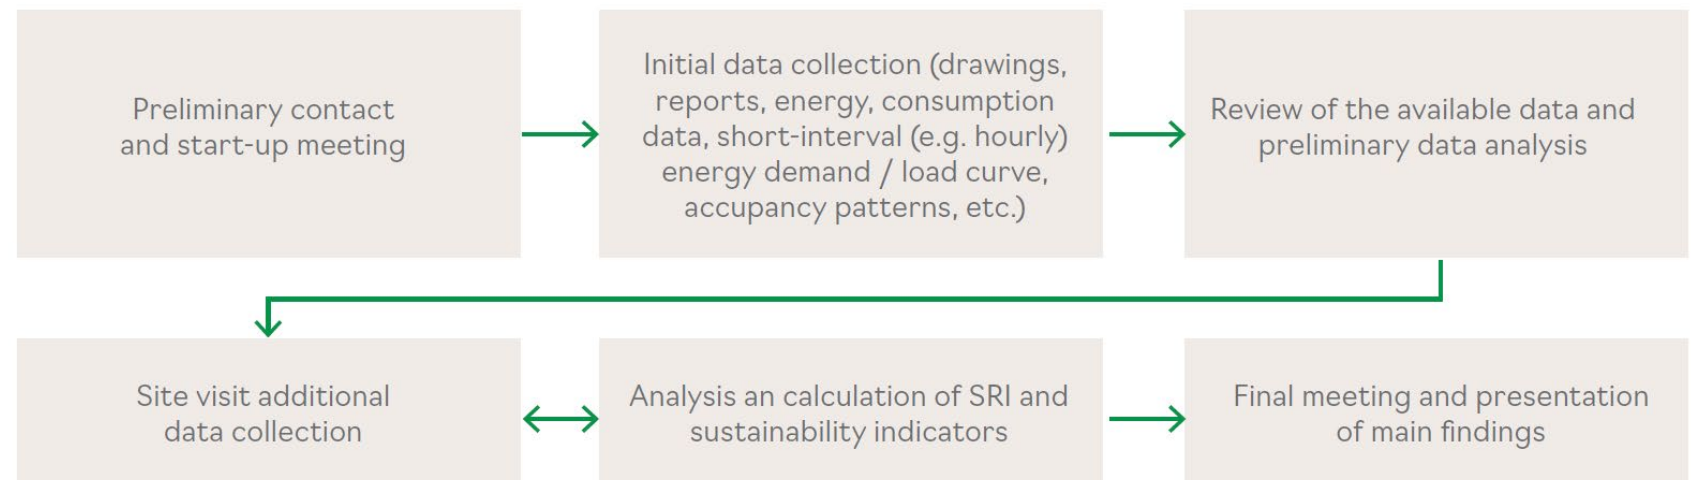 Preliminary contact
and start-up meeting
Initial data collection (drawings,
reports, energy, consumption
data, short-interval (e.g. hourly)
energy demand / load curve,
accupancy patterns, etc.)
Review of the available data and
preliminary data analysis
Site visit additional
data collection
Analysis an calculation of SRI and
sustainability indicators
Final meeting and presentation
of main findings